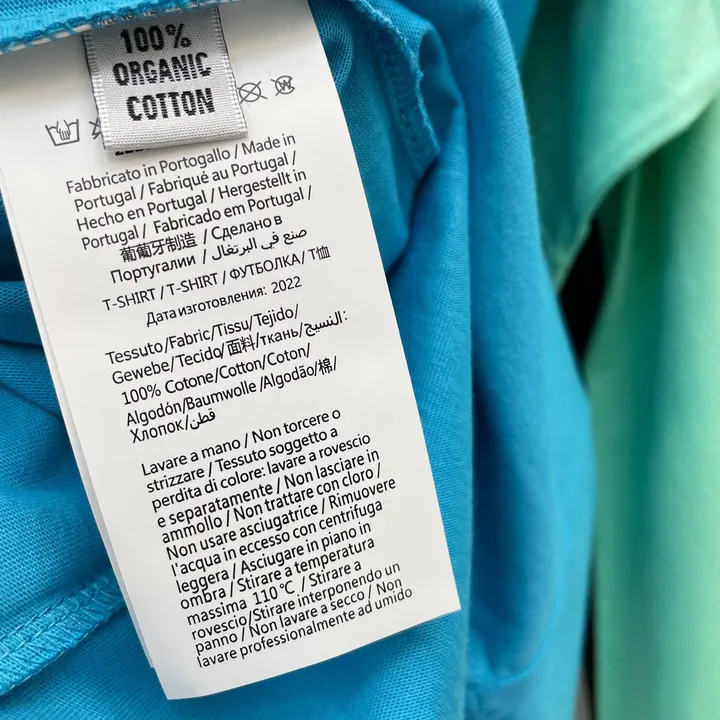 100%
ORGANIC
COTTON
Fabbricato in Portogallo / Made in
Portugal / Fabriqué au Portugal /
Hecho en Portugal / Hergestellt in
Portugal / Fabricado em Portugal /
葡萄牙制造 / Сделано в
Португалии / صنع في البرتغال
T-SHIRT / T-SHIRT / ФУТБОЛКА / T恤
Дата изготовления: 2022
Tessuto/Fabric/Tissu/Tejido/
Gewebe/Tecido/面料/ткань/النسيج:
100% Cotone/Cotton/Coton/
Algodón/Baumwolle /Algodão/棉/
Хлопок/قطن
Lavare a mano / Non torcere o
strizzare / Tessuto soggetto a
perdita di colore: lavare a rovescio
e separatamente / Non lasciare in
ammollo / Non trattare con cloro /
Non usare asciugatrice / Rimuovere
l'acqua in eccesso con centrifuga
leggera / Asciugare in piano in
ombra / Stirare a temperatura
massima 110°C / Stirare a
rovescio/Stirare interponendo un
panno / Non lavare a secco / Non
lavare professionalmente ad umido